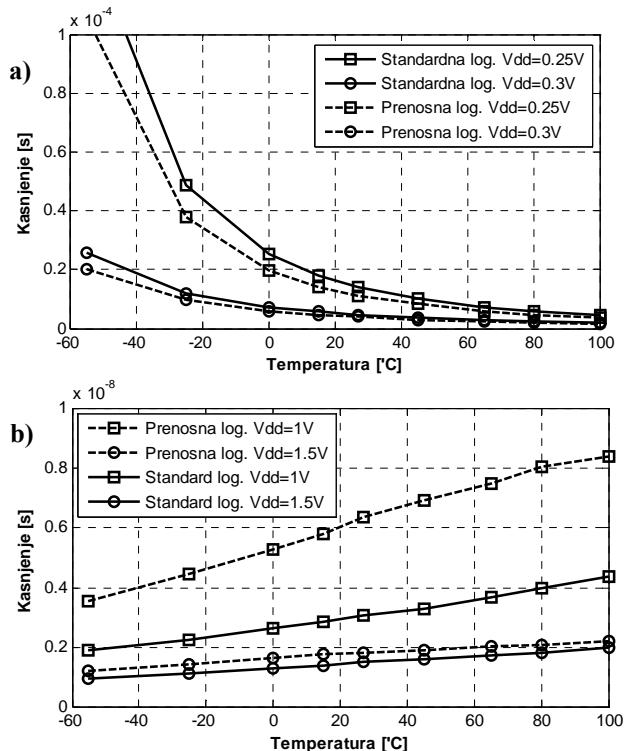 a)
x 10⁻⁴
1
0.8
0.6
0.4
0.2
0
Kasnjenje [s]
Standardna log. Vdd=0.25V
Standardna log. Vdd=0.3V
Prenosna log. Vdd=0.25V
Prenosna log. Vdd=0.3V
-60 -40 -20 0 20 40 60 80 100
Temperatura ['C]
b)
x 10⁻⁸
1
0.8
0.6
0.4
0.2
0
Kasnjenje [s]
Prenosna log. Vdd=1V
Prenosna log. Vdd=1.5V
Standard log. Vdd=1V
Standard log. Vdd=1.5V
-60 -40 -20 0 20 40 60 80 100
Temperatura ['C]